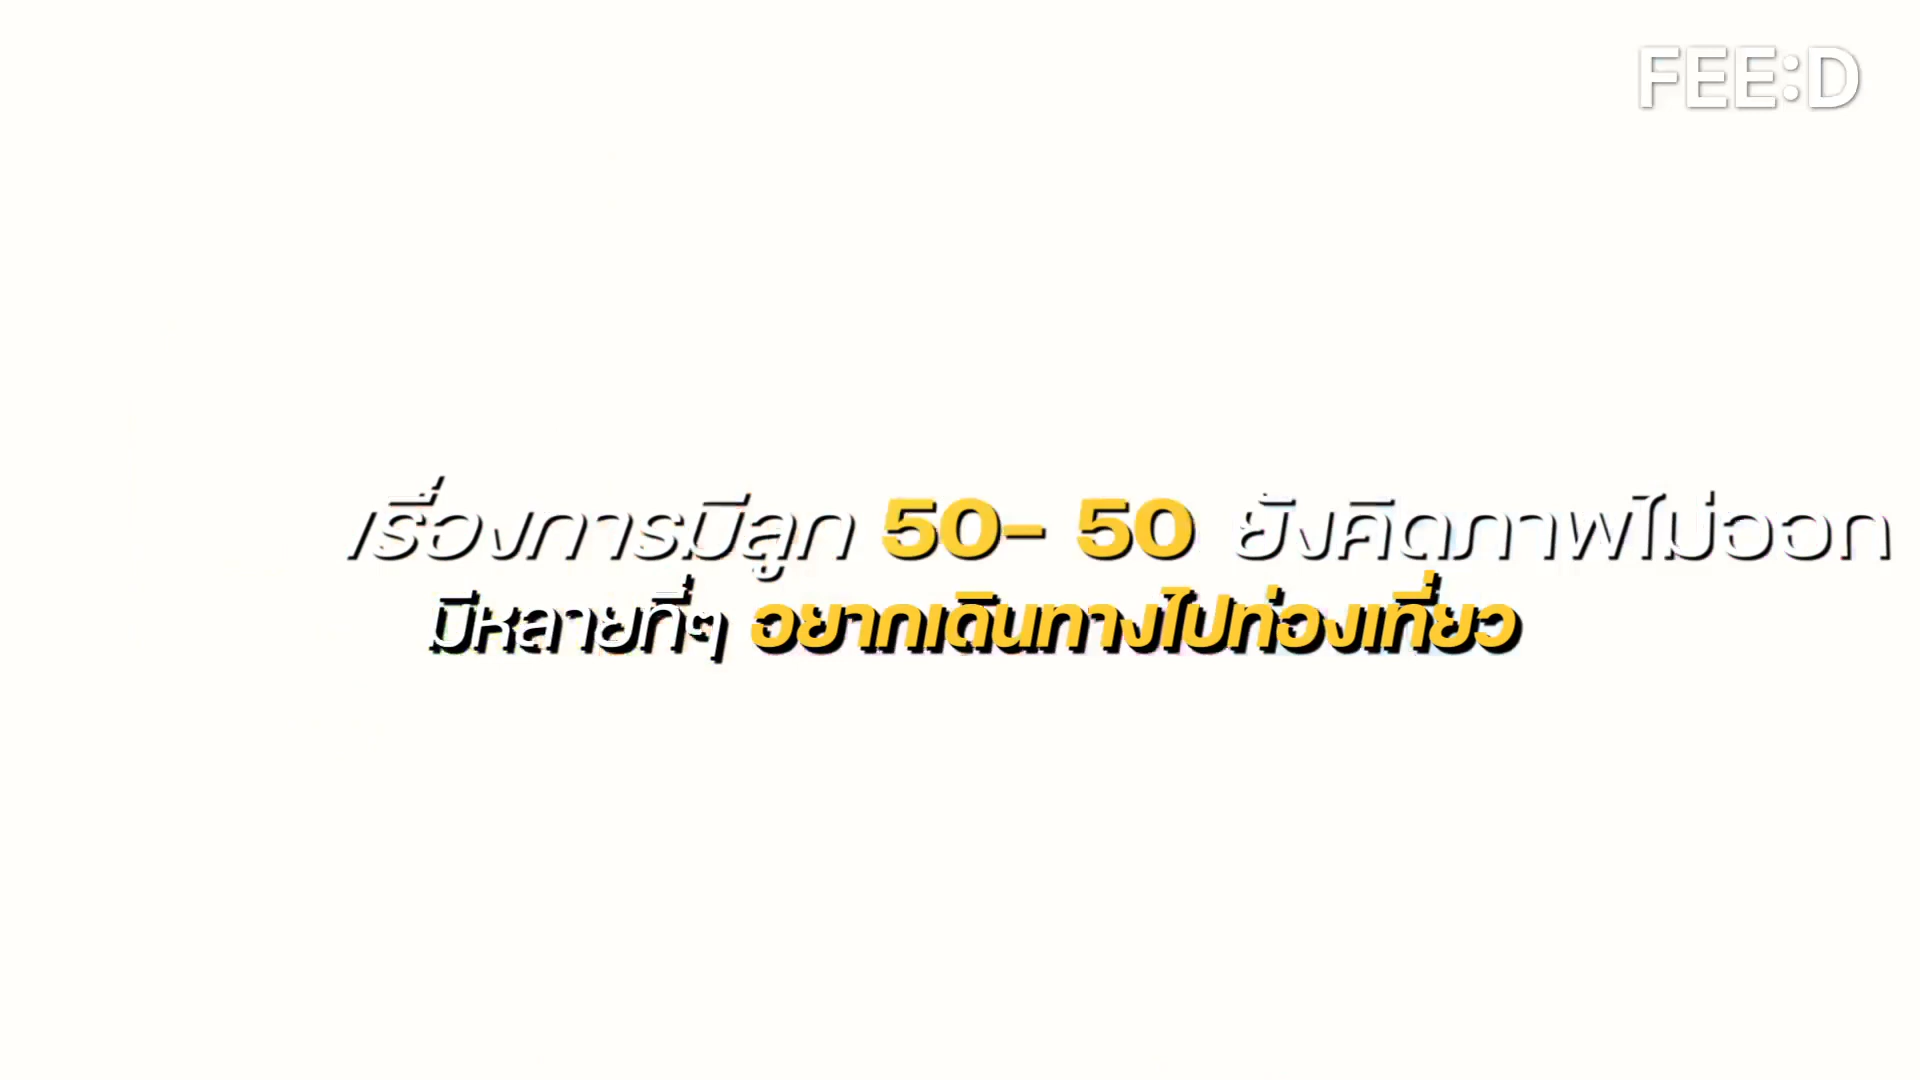 FEE:D
เรื่องการมีลูก 50- 50 ยังคิดภาพไม่ออก
มีหลายที่ๆ อยากเดินทางไปท่องเที่ยว